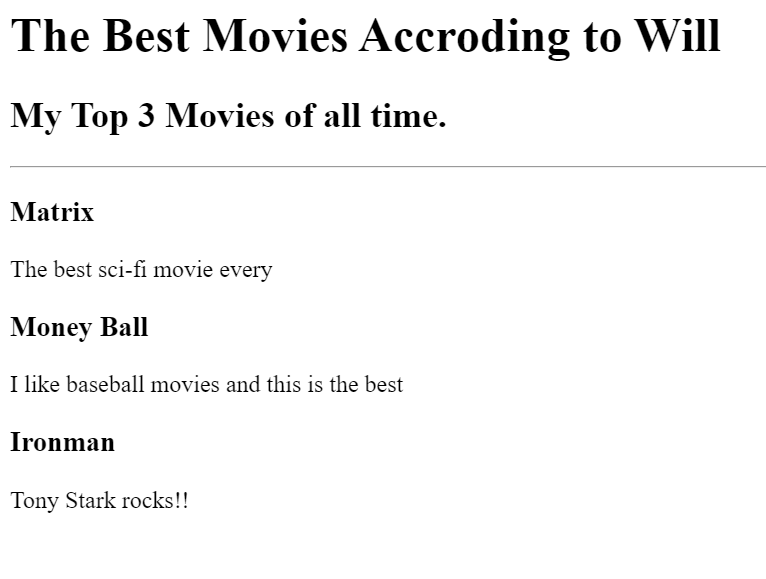 The Best Movies Accroding to Will
My Top 3 Movies of all time.
Matrix
The best sci-fi movie every
Money Ball
I like baseball movies and this is the best
Ironman
Tony Stark rocks!!